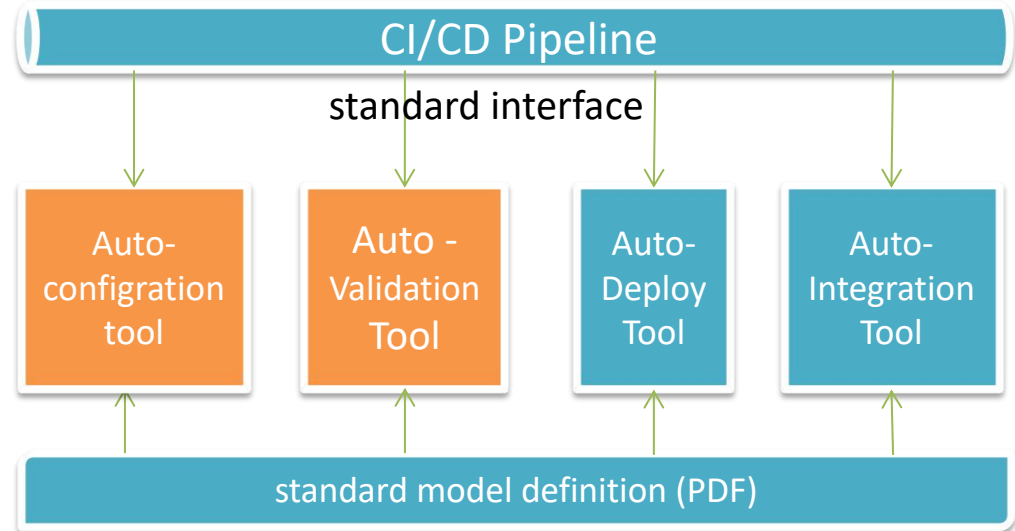 CI/CD Pipeline
standard interface
Auto-
configration
tool
Auto -
Validation
Tool
Auto-
Deploy
Tool
Auto-
Integration
Tool
standard model definition (PDF)